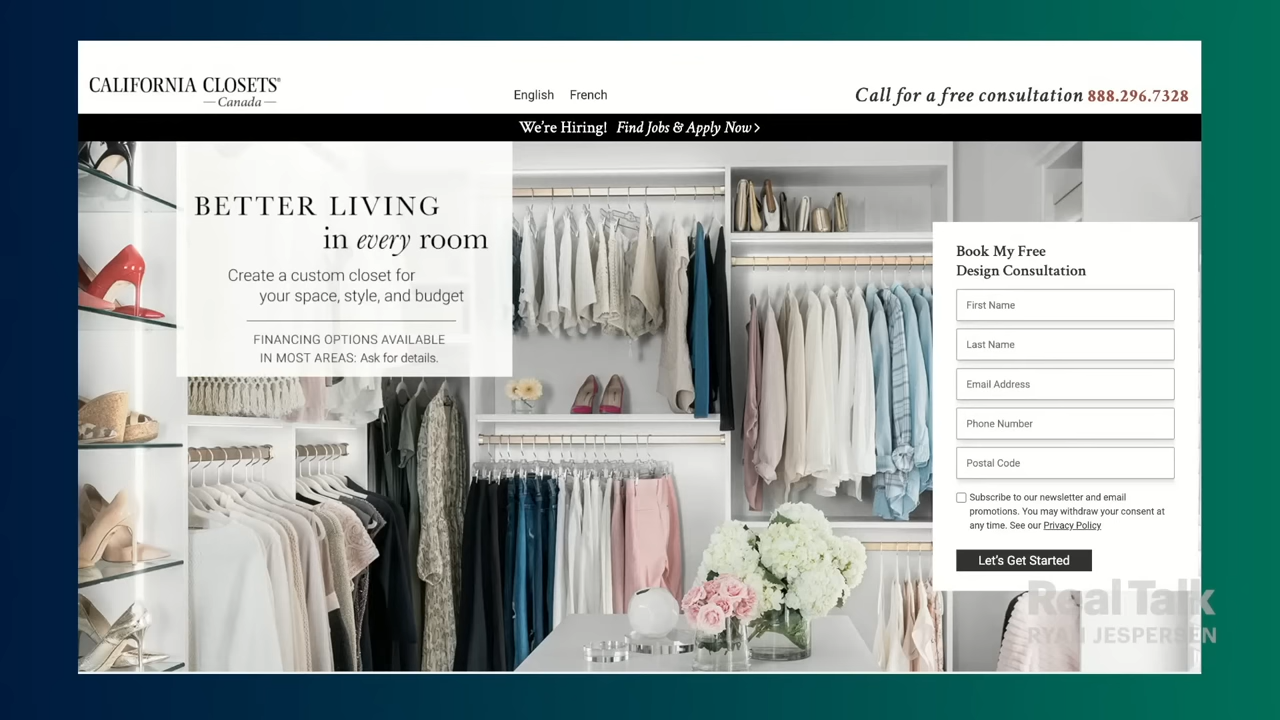 CALIFORNIA CLOSETS®
—Canada—
English French
Call for a free consultation 888.296.7328
We're Hiring! Find Jobs & Apply Now >
BETTER LIVING
in every room
Create a custom closet for
your space, style, and budget
FINANCING OPTIONS AVAILABLE
IN MOST AREAS: Ask for details.
Book My Free
Design Consultation
First Name
Last Name
Email Address
Phone Number
Postal Code
Subscribe to our newsletter and email
promotions. You may withdraw your consent at
any time. See our Privacy Policy
Let's Get Started
Real Talk
RYAN JESPERSEN